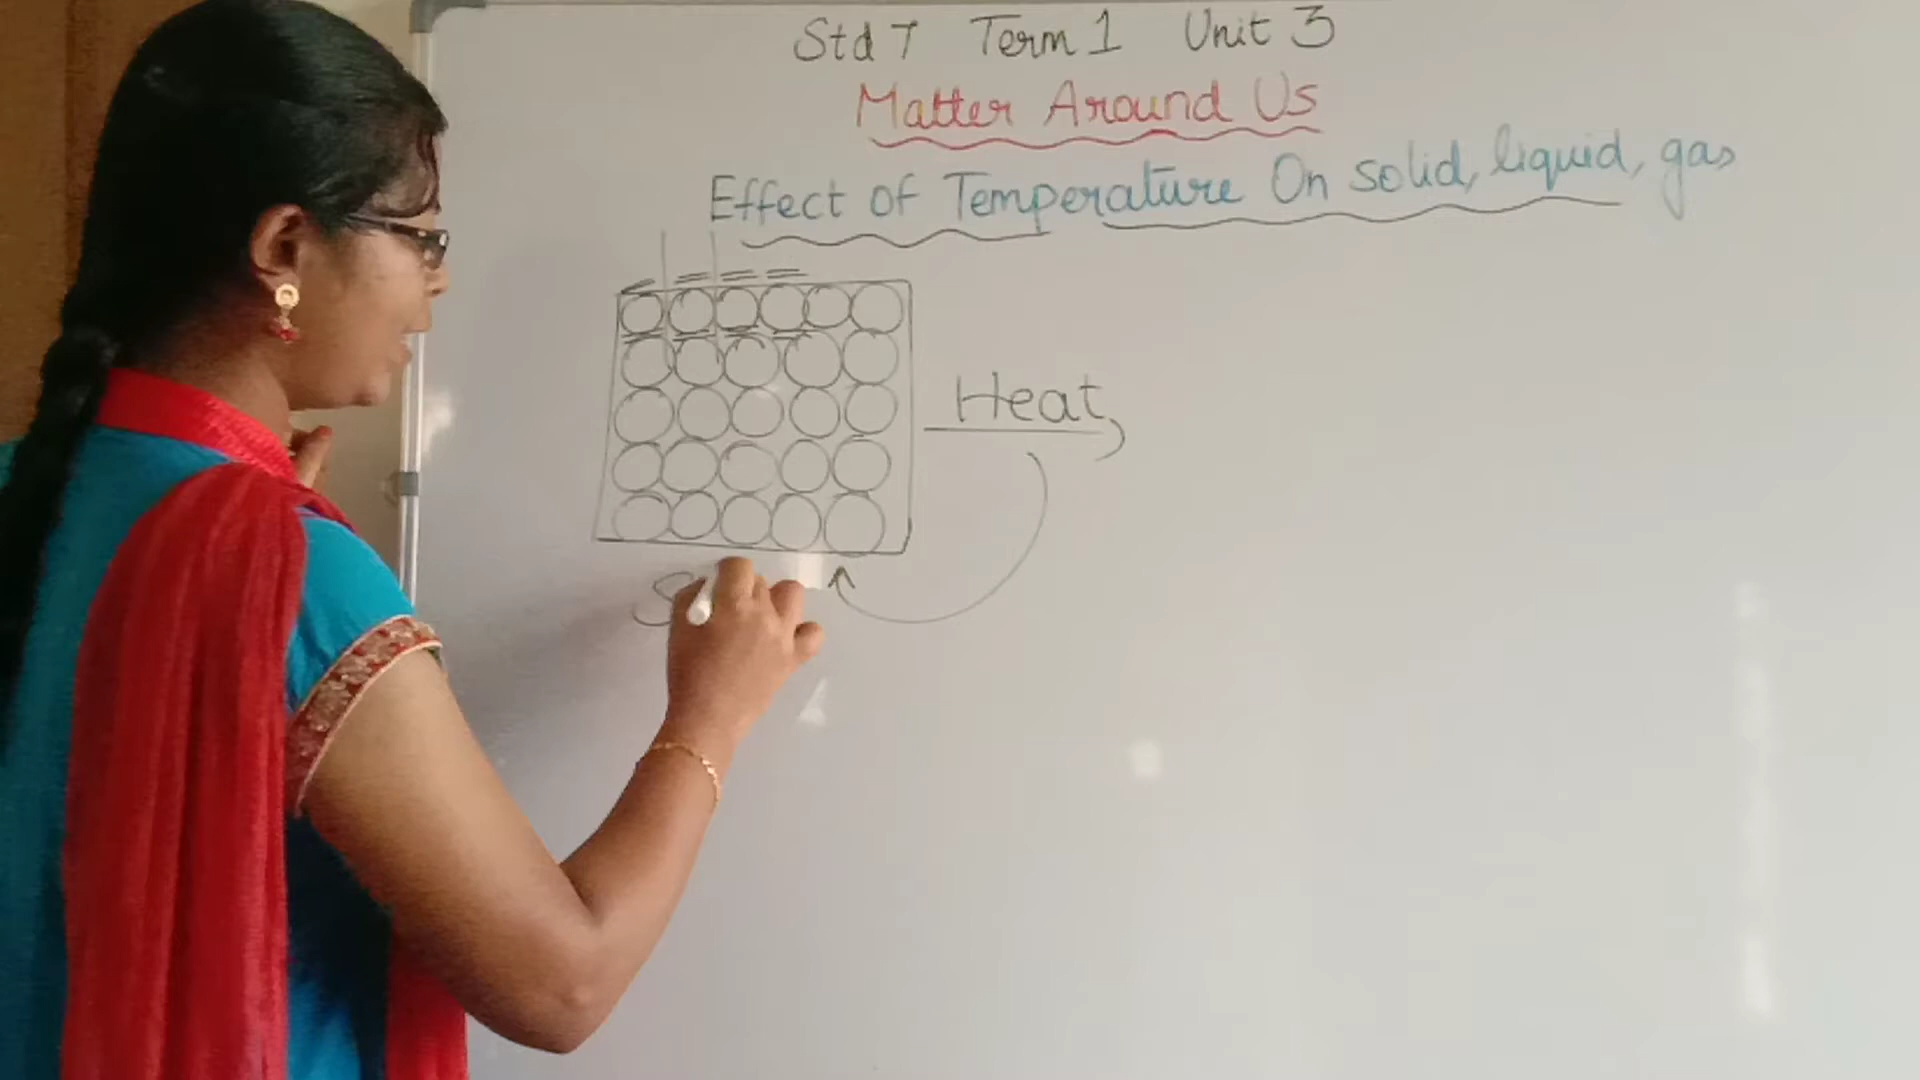 Std 7 Term 1 Unit 3
Matter Around Us
Effect Of Temperature On solid, liquid, gas
Heat
S